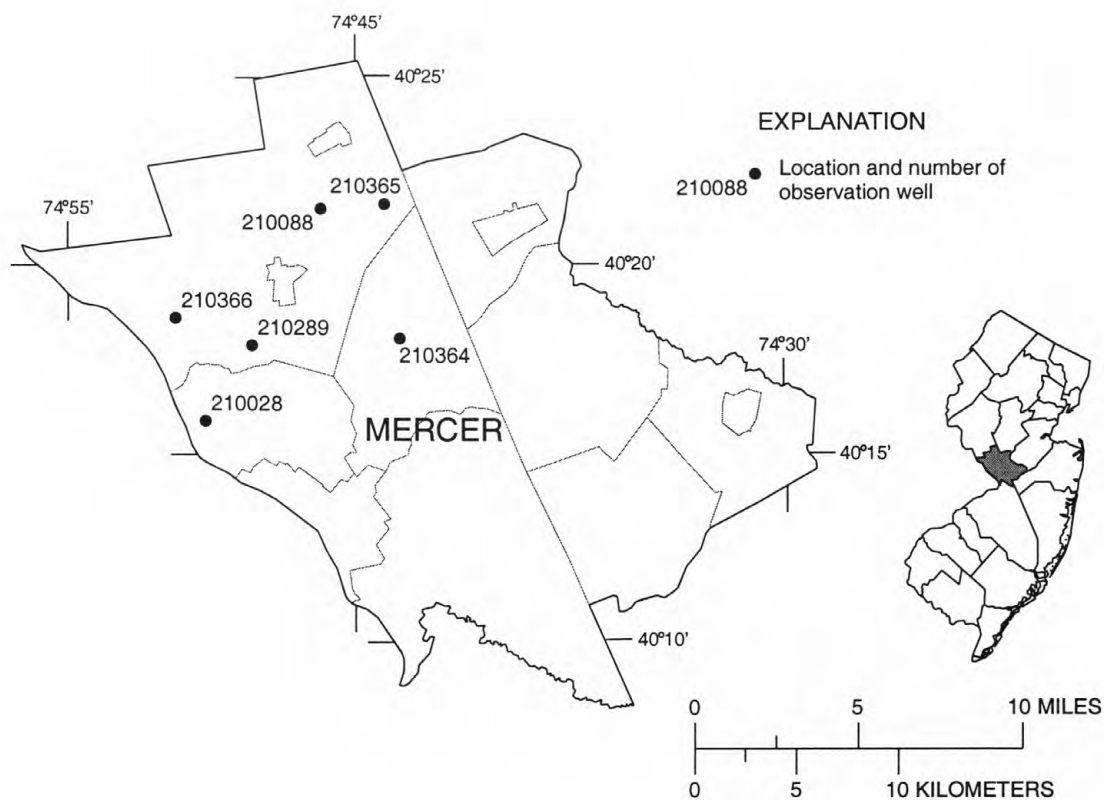 74°45'
40°25'
EXPLANATION
210088 Location and number of
observation well
210365
210088
74°55'
40°20'
210366
210289
210364
74°30'
210028
MERCER
40°15'
40°10'
0 5 10 MILES
0 5 10 KILOMETERS